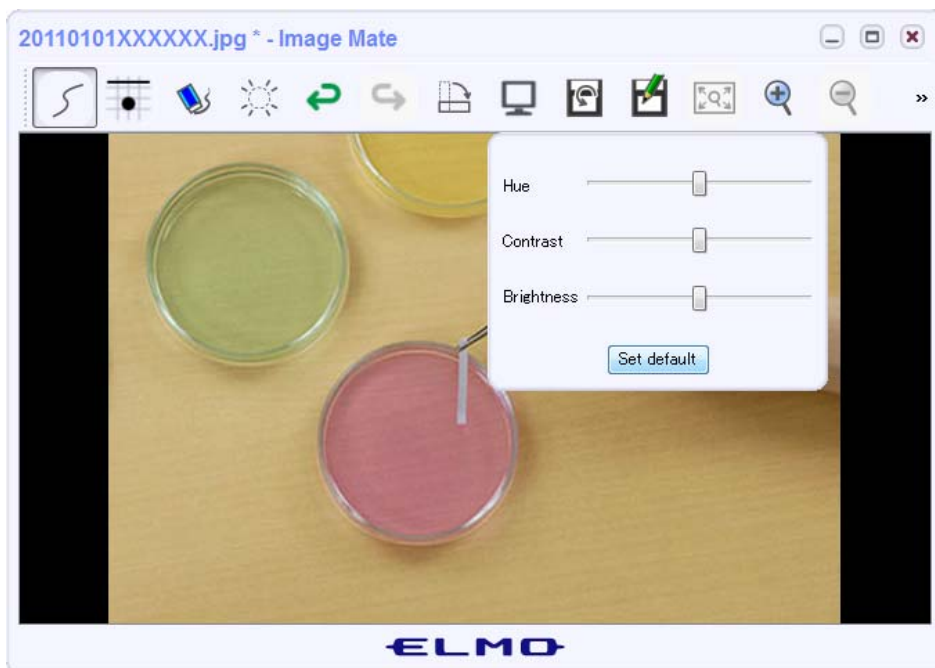 20110101XXXXXX.jpg * - Image Mate
»
Hue
Contrast
Brightness
Set default
ELMO